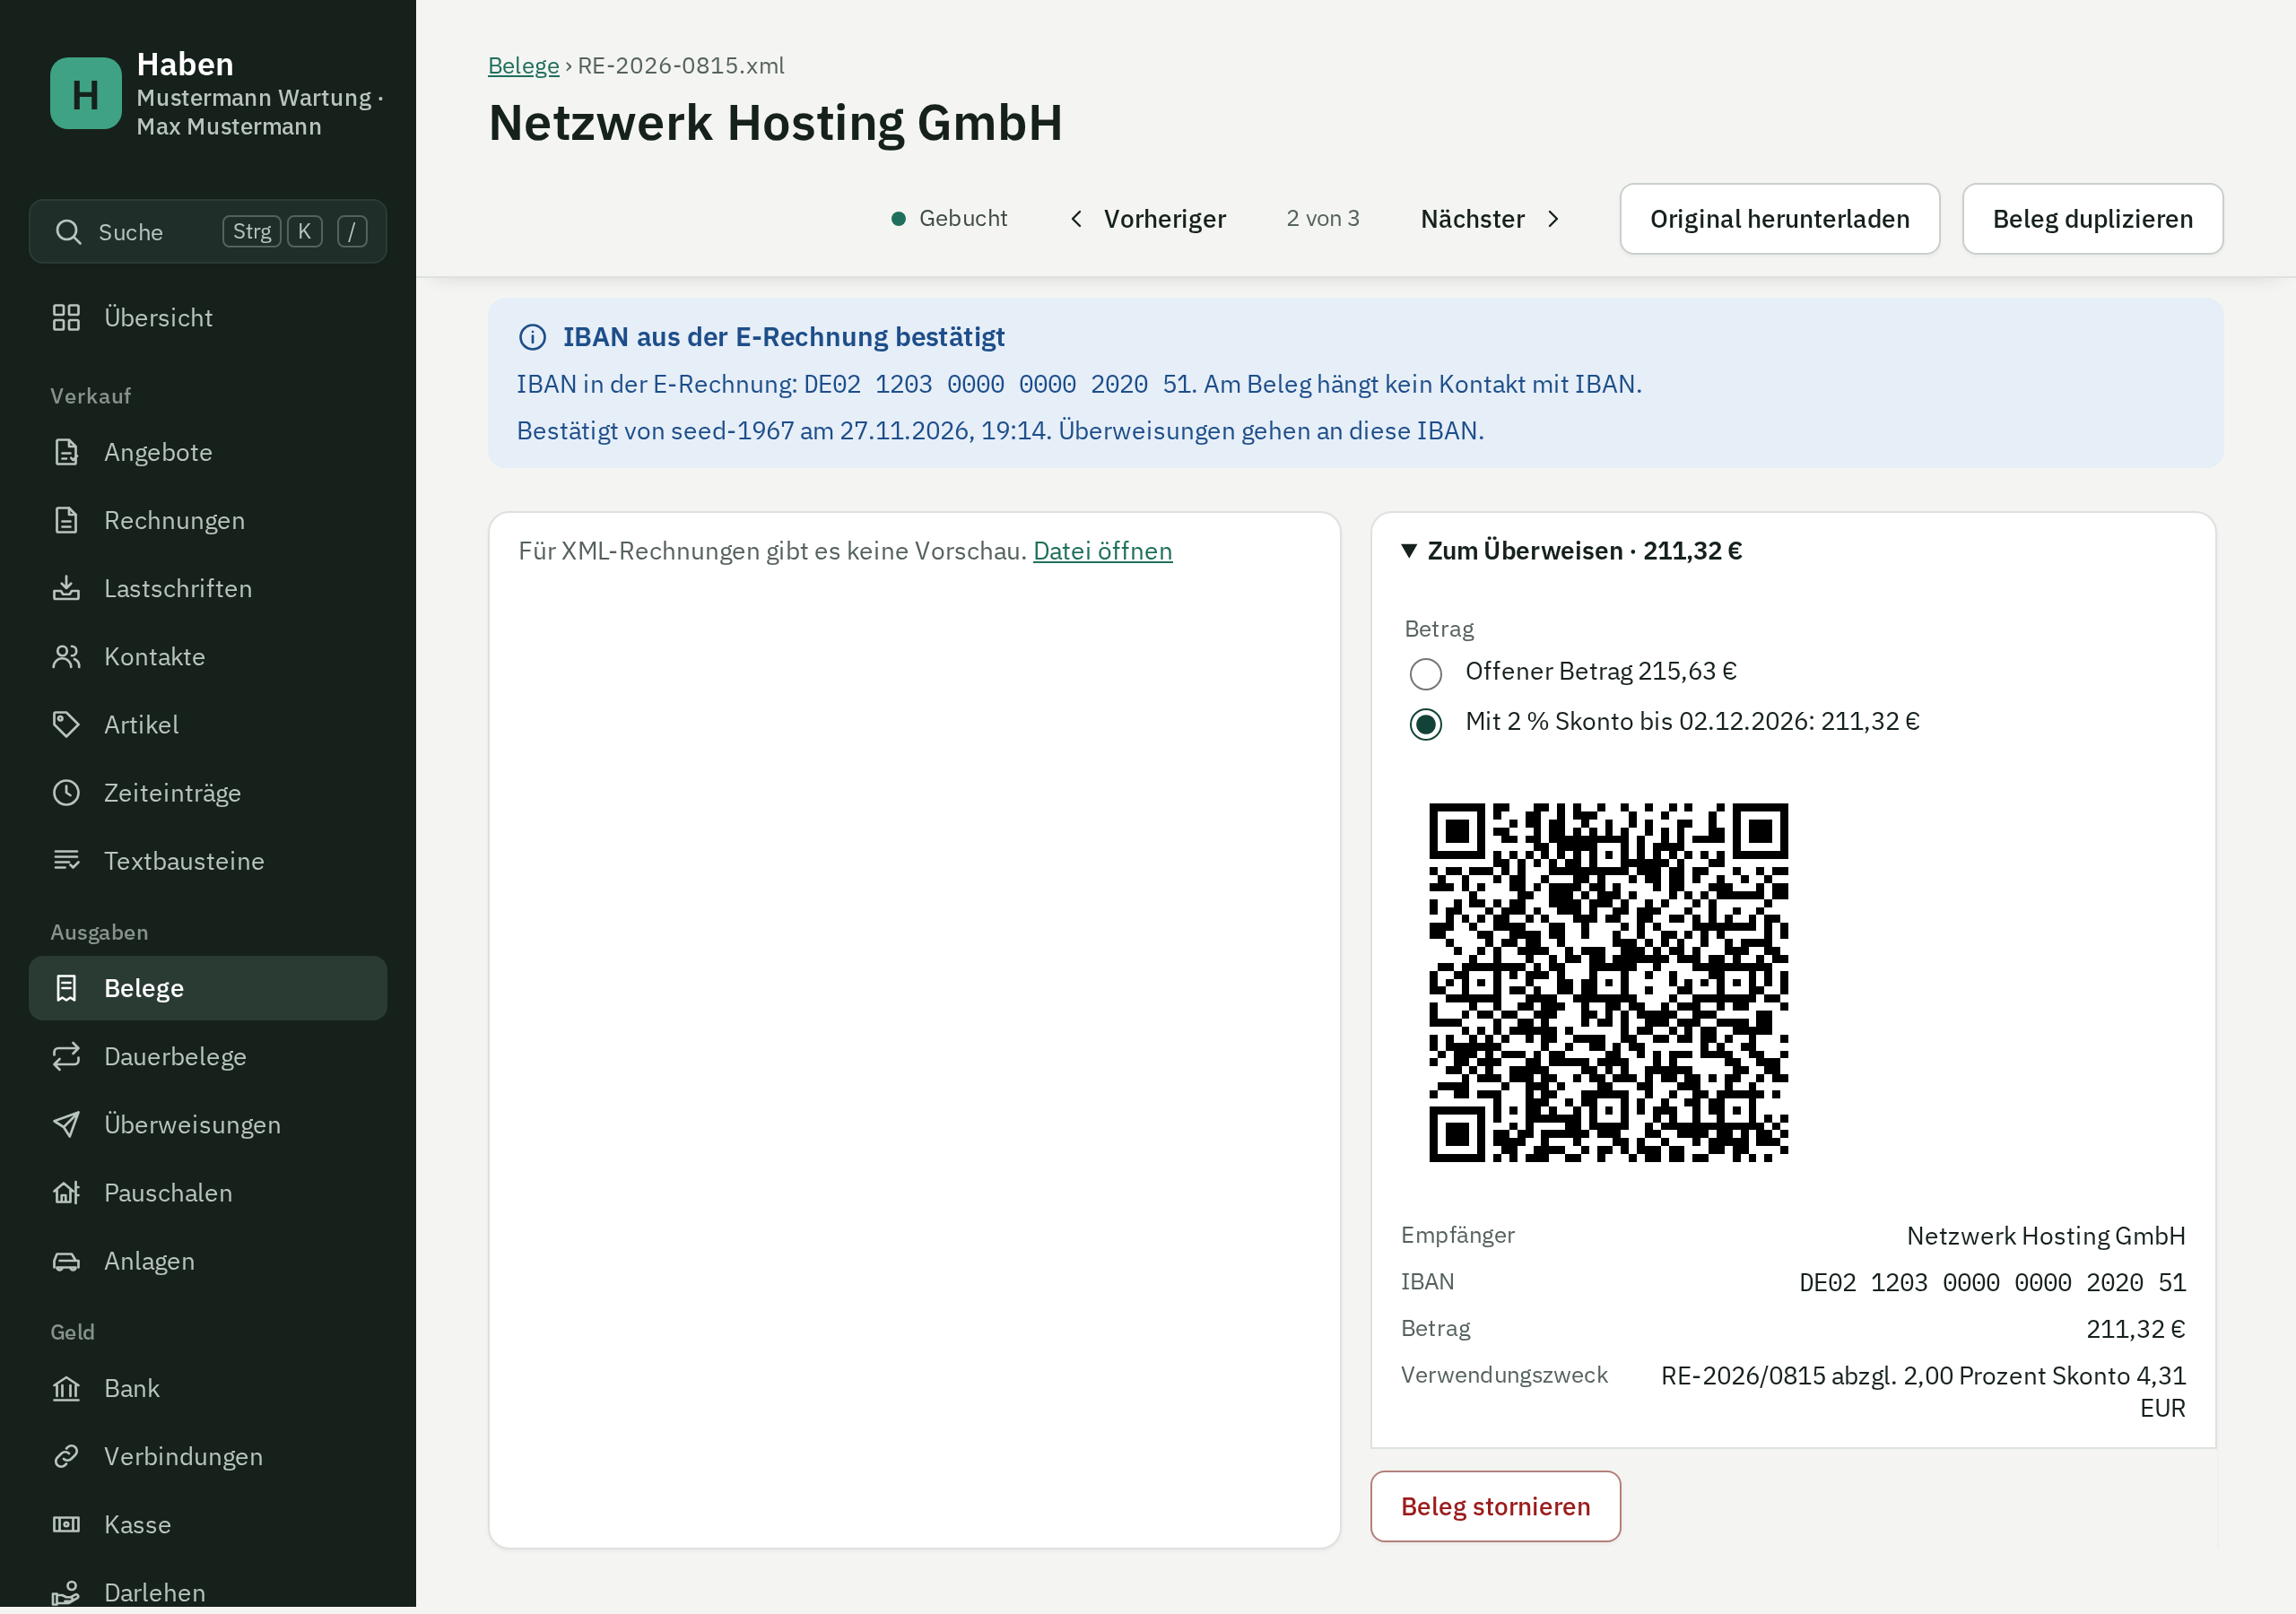 H
Haben
Mustermann Wartung ·
Max Mustermann
Suche Strg K /
Übersicht
Verkauf
Angebote
Rechnungen
Lastschriften
Kontakte
Artikel
Zeiteinträge
Textbausteine
Ausgaben
Belege
Dauerbelege
Überweisungen
Pauschalen
Anlagen
Geld
Bank
Verbindungen
Kasse
Darlehen
Belege › RE-2026-0815.xml
Netzwerk Hosting GmbH
Gebucht Vorheriger 2 von 3 Nächster Original herunterladen Beleg duplizieren
IBAN aus der E-Rechnung bestätigt
IBAN in der E-Rechnung: DE02 1203 0000 0000 2020 51. Am Beleg hängt kein Kontakt mit IBAN.
Bestätigt von seed-1967 am 27.11.2026, 19:14. Überweisungen gehen an diese IBAN.
Für XML-Rechnungen gibt es keine Vorschau. Datei öffnen
Zum Überweisen · 211,32 €
Betrag
Offener Betrag 215,63 €
Mit 2 % Skonto bis 02.12.2026: 211,32 €
Empfänger Netzwerk Hosting GmbH
IBAN DE02 1203 0000 0000 2020 51
Betrag 211,32 €
Verwendungszweck RE-2026/0815 abzgl. 2,00 Prozent Skonto 4,31
EUR
Beleg stornieren